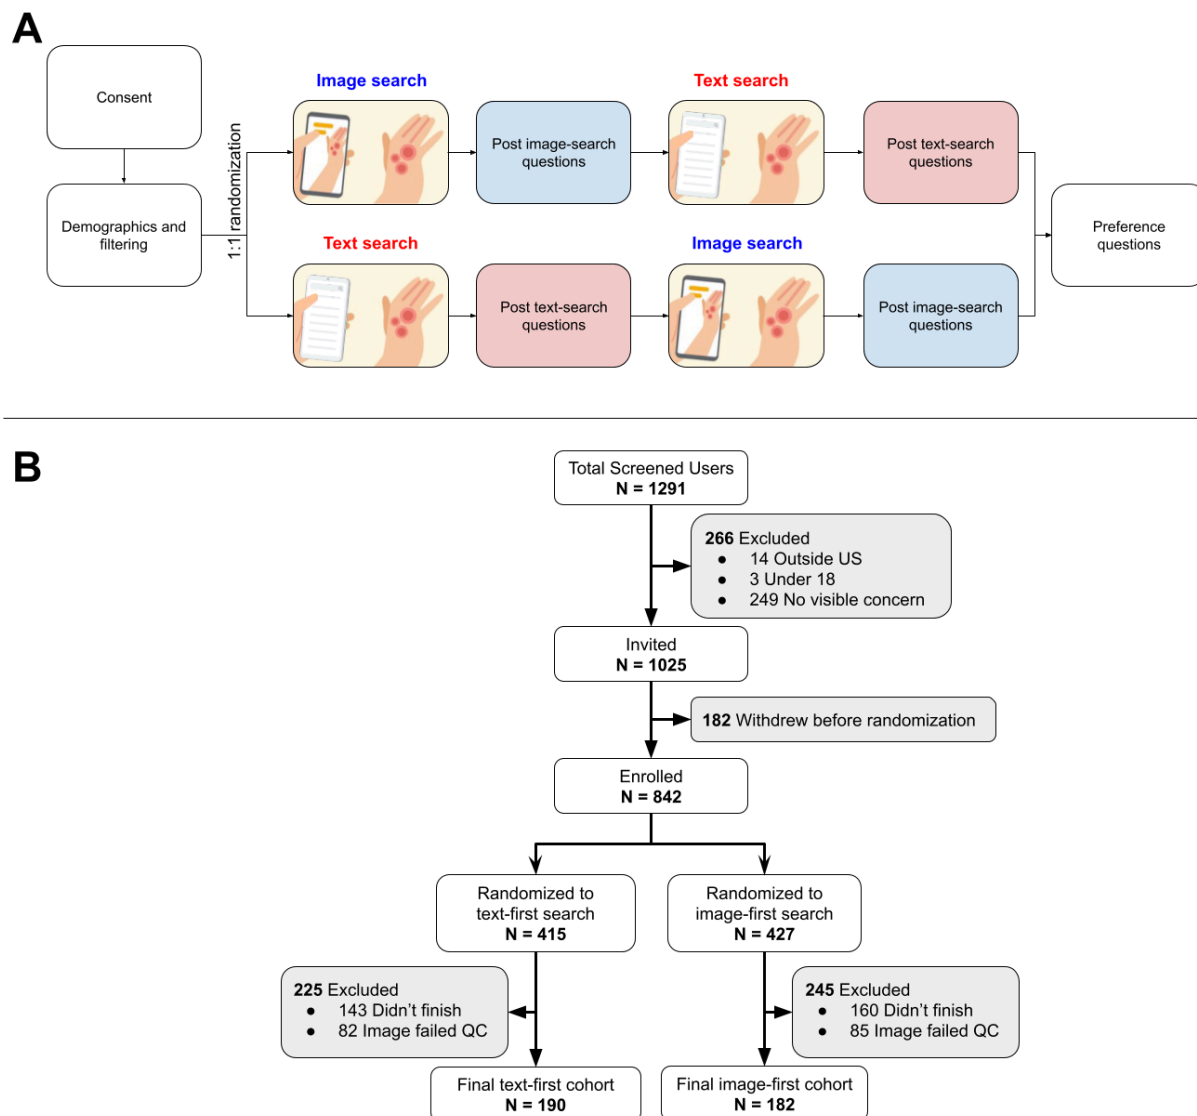 A
Consent
Demographics and
filtering
1:1 randomization
Image search
Post image-search
questions
Text search
Post text-search
questions
Text search
Post text-search
questions
Image search
Post image-search
questions
Preference
questions
B
Total Screened Users
N = 1291
266 Excluded
● 14 Outside US
● 3 Under 18
● 249 No visible concern
Invited
N = 1025
182 Withdrew before randomization
Enrolled
N = 842
Randomized to
text-first search
N = 415
Randomized to
image-first search
N = 427
225 Excluded
● 143 Didn’t finish
● 82 Image failed QC
245 Excluded
● 160 Didn’t finish
● 85 Image failed QC
Final text-first cohort
N = 190
Final image-first cohort
N = 182